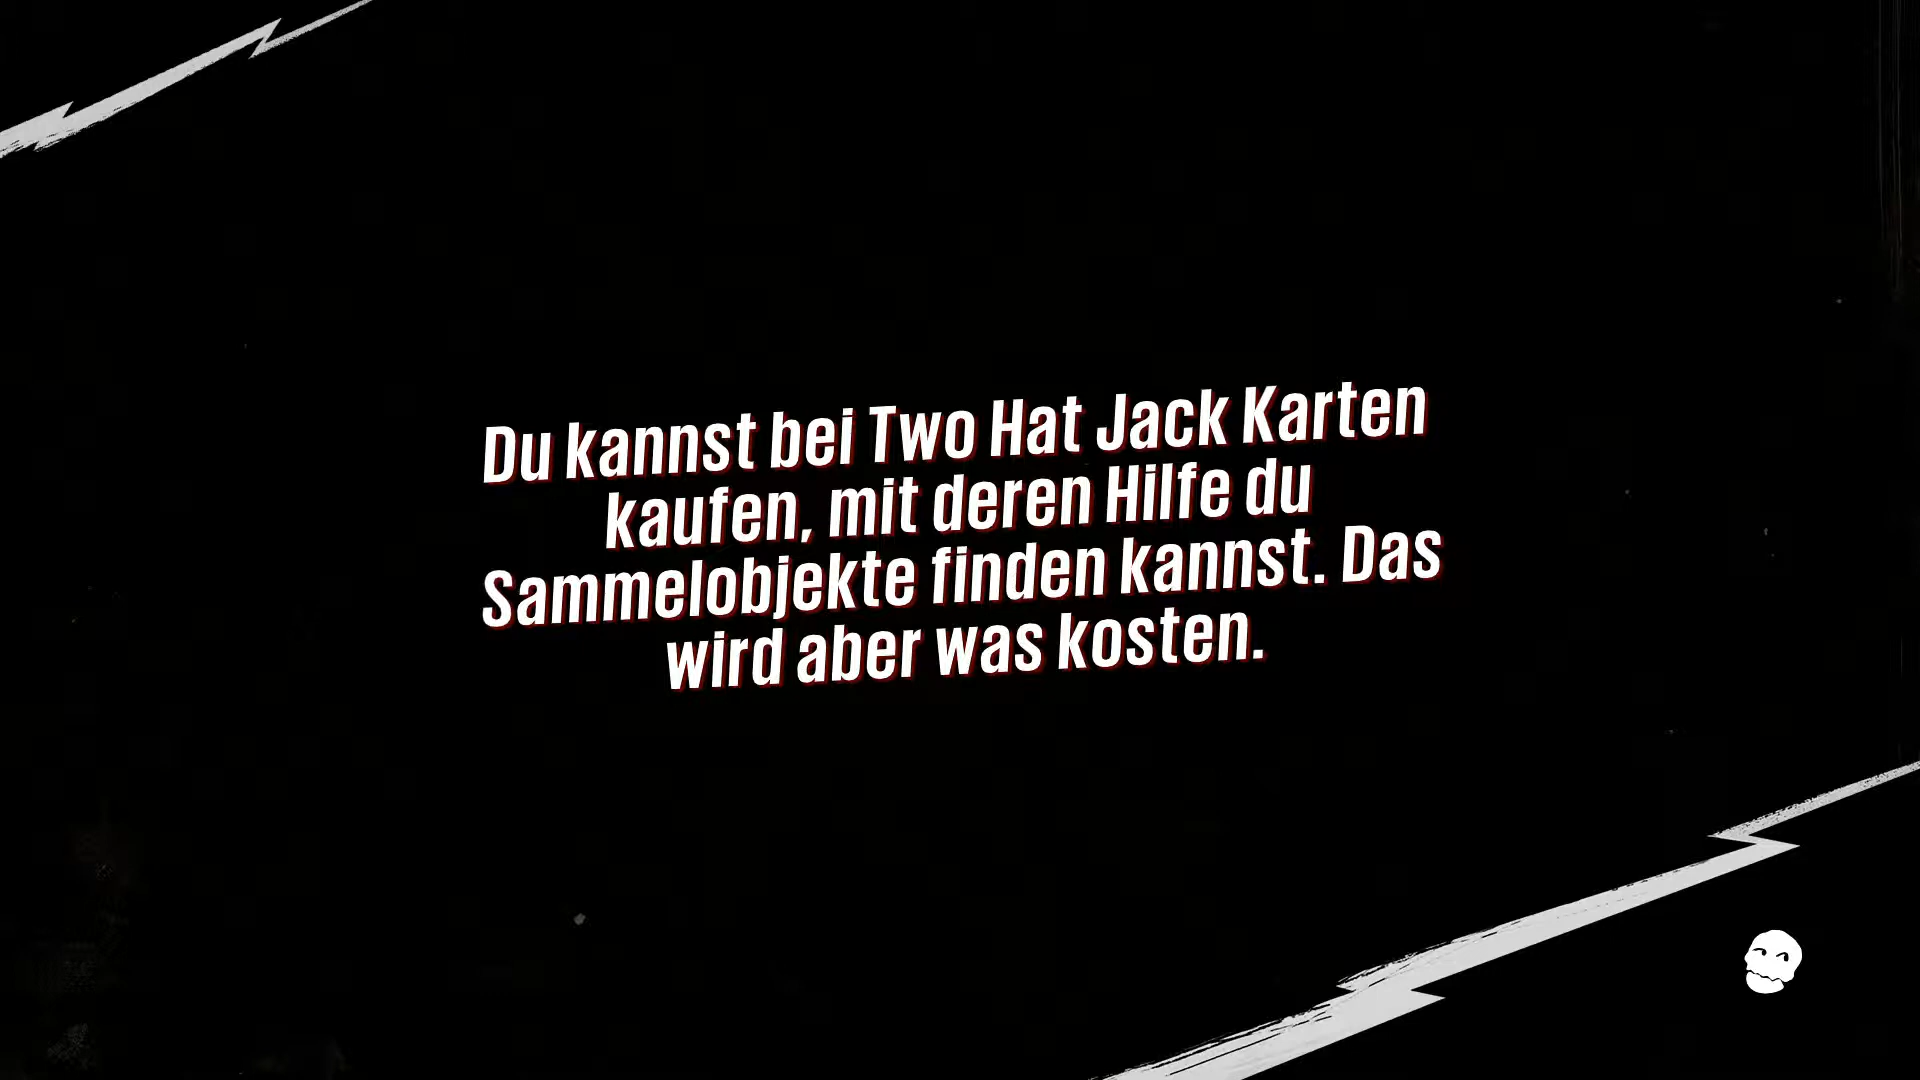 Du kannst bei Two Hat Jack Karten
kaufen, mit deren Hilfe du
Sammelobjekte finden kannst. Das
wird aber was kosten.